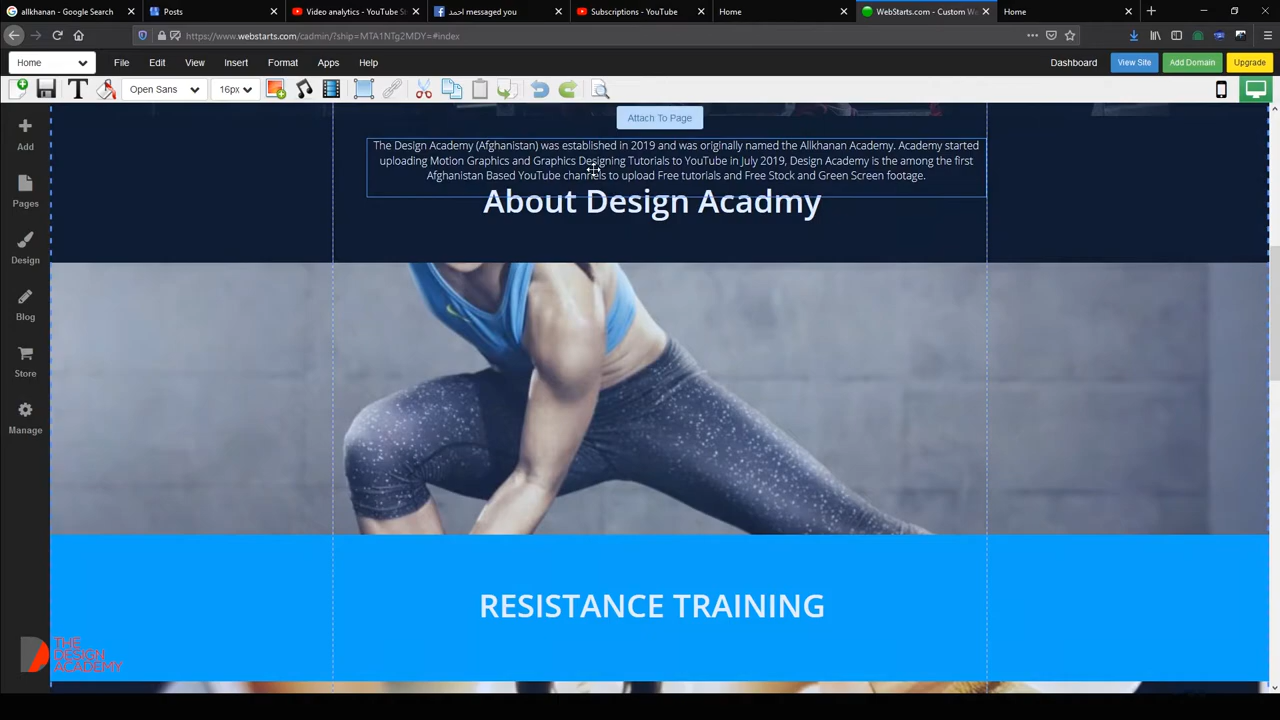 allkhanan - Google Search
Posts
Video analytics - YouTube St
احمد messaged you
Subscriptions - YouTube
Home
WebStarts.com - Custom W
Home
https://www.webstarts.com/cadmin/?ship=MTA1NTg2MDY=#index
Home
File
Edit
View
Insert
Format
Apps
Help
Dashboard
View Site
Add Domain
Upgrade
Open Sans
16px
Add
Pages
Design
Blog
Store
Manage
Attach To Page
The Design Academy (Afghanistan) was established in 2019 and was originally named the Allkhanan Academy. Academy started
uploading Motion Graphics and Graphics Designing Tutorials to YouTube in July 2019, Design Academy is the among the first
Afghanistan Based YouTube channels to upload Free tutorials and Free Stock and Green Screen footage.
About Design Acadmy
RESISTANCE TRAINING
THE
DESIGN
ACADEMY